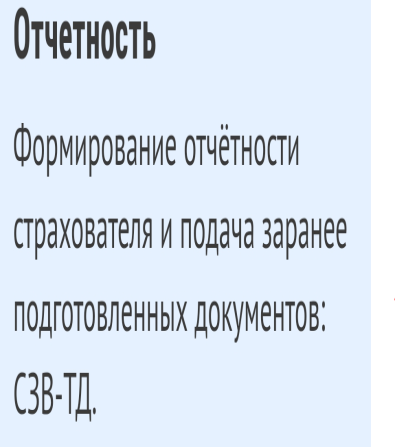 Отчетность
Формирование отчётности
страхователя и подача заранее
подготовленных документов:
СЗВ-ТД.